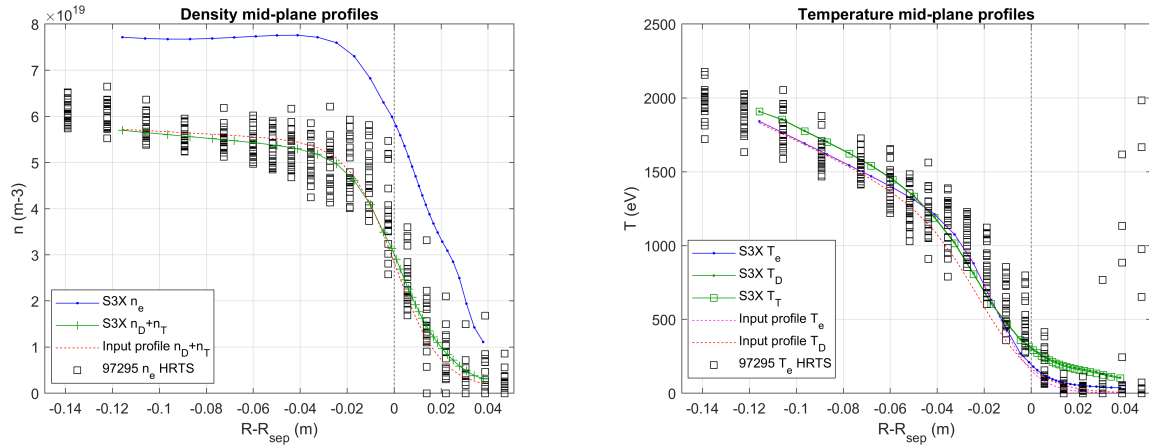 Density mid-plane profiles
×10^19
8
7
6
5
4
3
2
1
0
n (m-3)
S3X n_e
S3X n_D+n_T
Input profile n_D+n_T
97295 n_e HRTS
-0.14 -0.12 -0.1 -0.08 -0.06 -0.04 -0.02 0 0.02 0.04
R-R_sep (m)
Temperature mid-plane profiles
2500
2000
1500
1000
500
0
T (eV)
S3X T_e
S3X T_D
S3X T_T
Input profile T_e
Input profile T_D
97295 T_e HRTS
-0.14 -0.12 -0.1 -0.08 -0.06 -0.04 -0.02 0 0.02 0.04
R-R_sep (m)